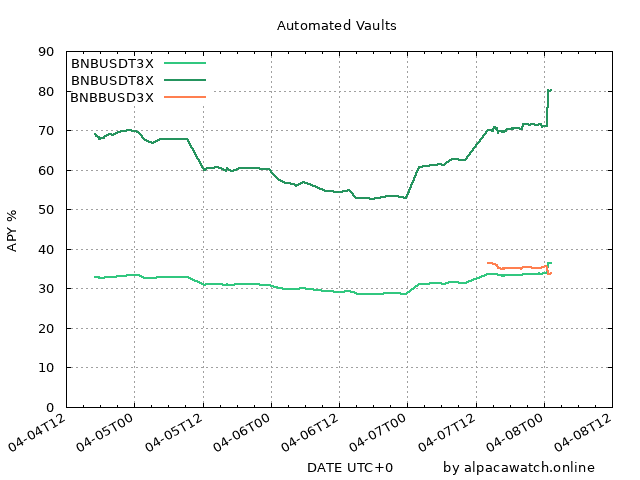 Automated Vaults
BNBUSDT3X
BNBUSDT8X
BNBBUSD3X
APY %
90
80
70
60
50
40
30
20
10
0
04-04T12
04-05T00
04-05T12
04-06T00
04-06T12
04-07T00
04-07T12
04-08T00
04-08T12
DATE UTC+0
by alpacawatch.online